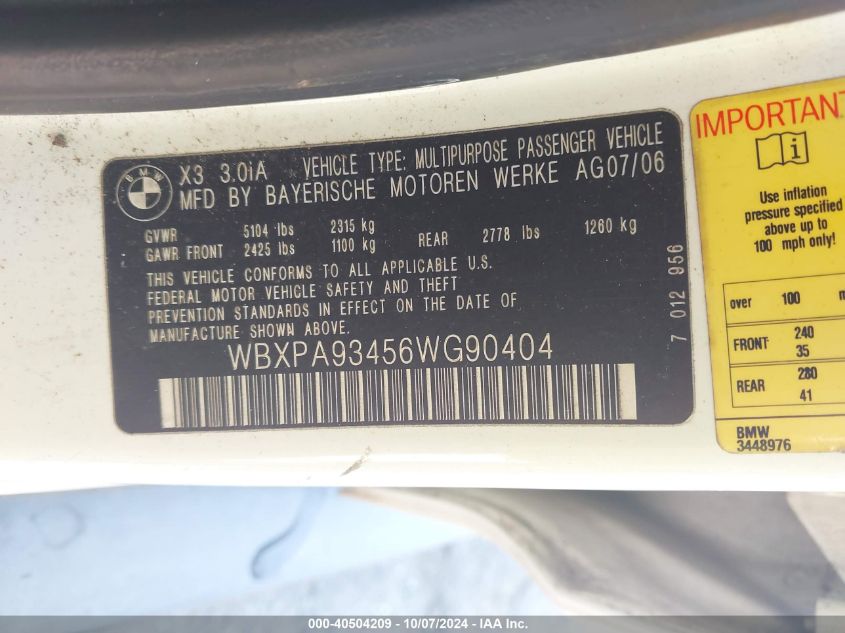 BMW
X3 3.0iA VEHICLE TYPE: MULTIPURPOSE PASSENGER VEHICLE
MFD BY BAYERISCHE MOTOREN WERKE AG07/06
GVWR 5104 lbs 2315 kg
GAWR FRONT 2425 lbs 1100 kg REAR 2778 lbs 1260 kg
THIS VEHICLE CONFORMS TO ALL APPLICABLE U.S.
FEDERAL MOTOR VEHICLE SAFETY AND THEFT
PREVENTION STANDARDS IN EFFECT ON THE DATE OF
MANUFACTURE SHOWN ABOVE.
WBXPA93456WG90404
7 012 956
IMPORTANT
Use inflation
pressure specified
above up to
100 mph only!
over 100 m
FRONT 240
35
REAR 280
41
BMW
3448976
000-40504209 - 10/07/2024 - IAA Inc.